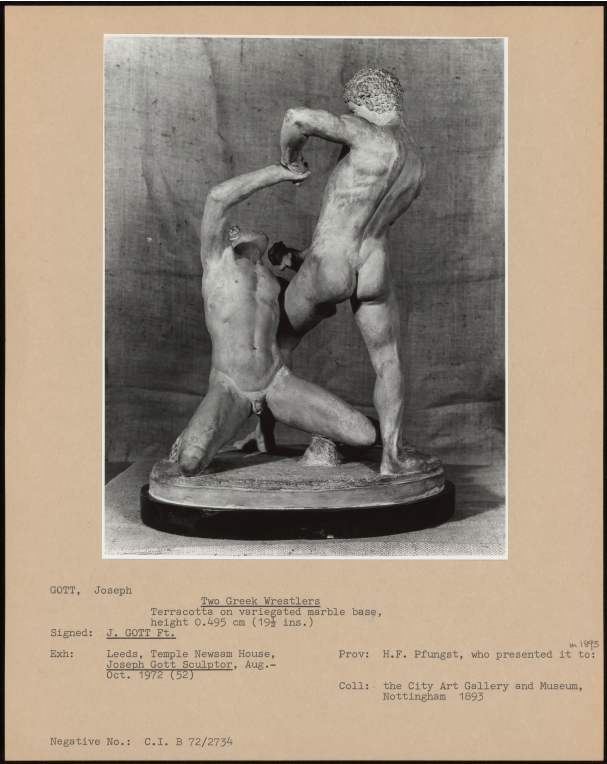 GOTT, Joseph
Two Greek Wrestlers
Terracotta on variegated marble base,
height 0.495 cm (19½ ins.)
Signed: J. GOTT Ft.
Exh: Leeds, Temple Newsam House,
Joseph Gott Sculptor, Aug.-
Oct. 1972 (52)
in 1893
Prov: H.F. Pfungst, who presented it to:
Coll: the City Art Gallery and Museum,
Nottingham 1893
Negative No.: C.I. B 72/2734